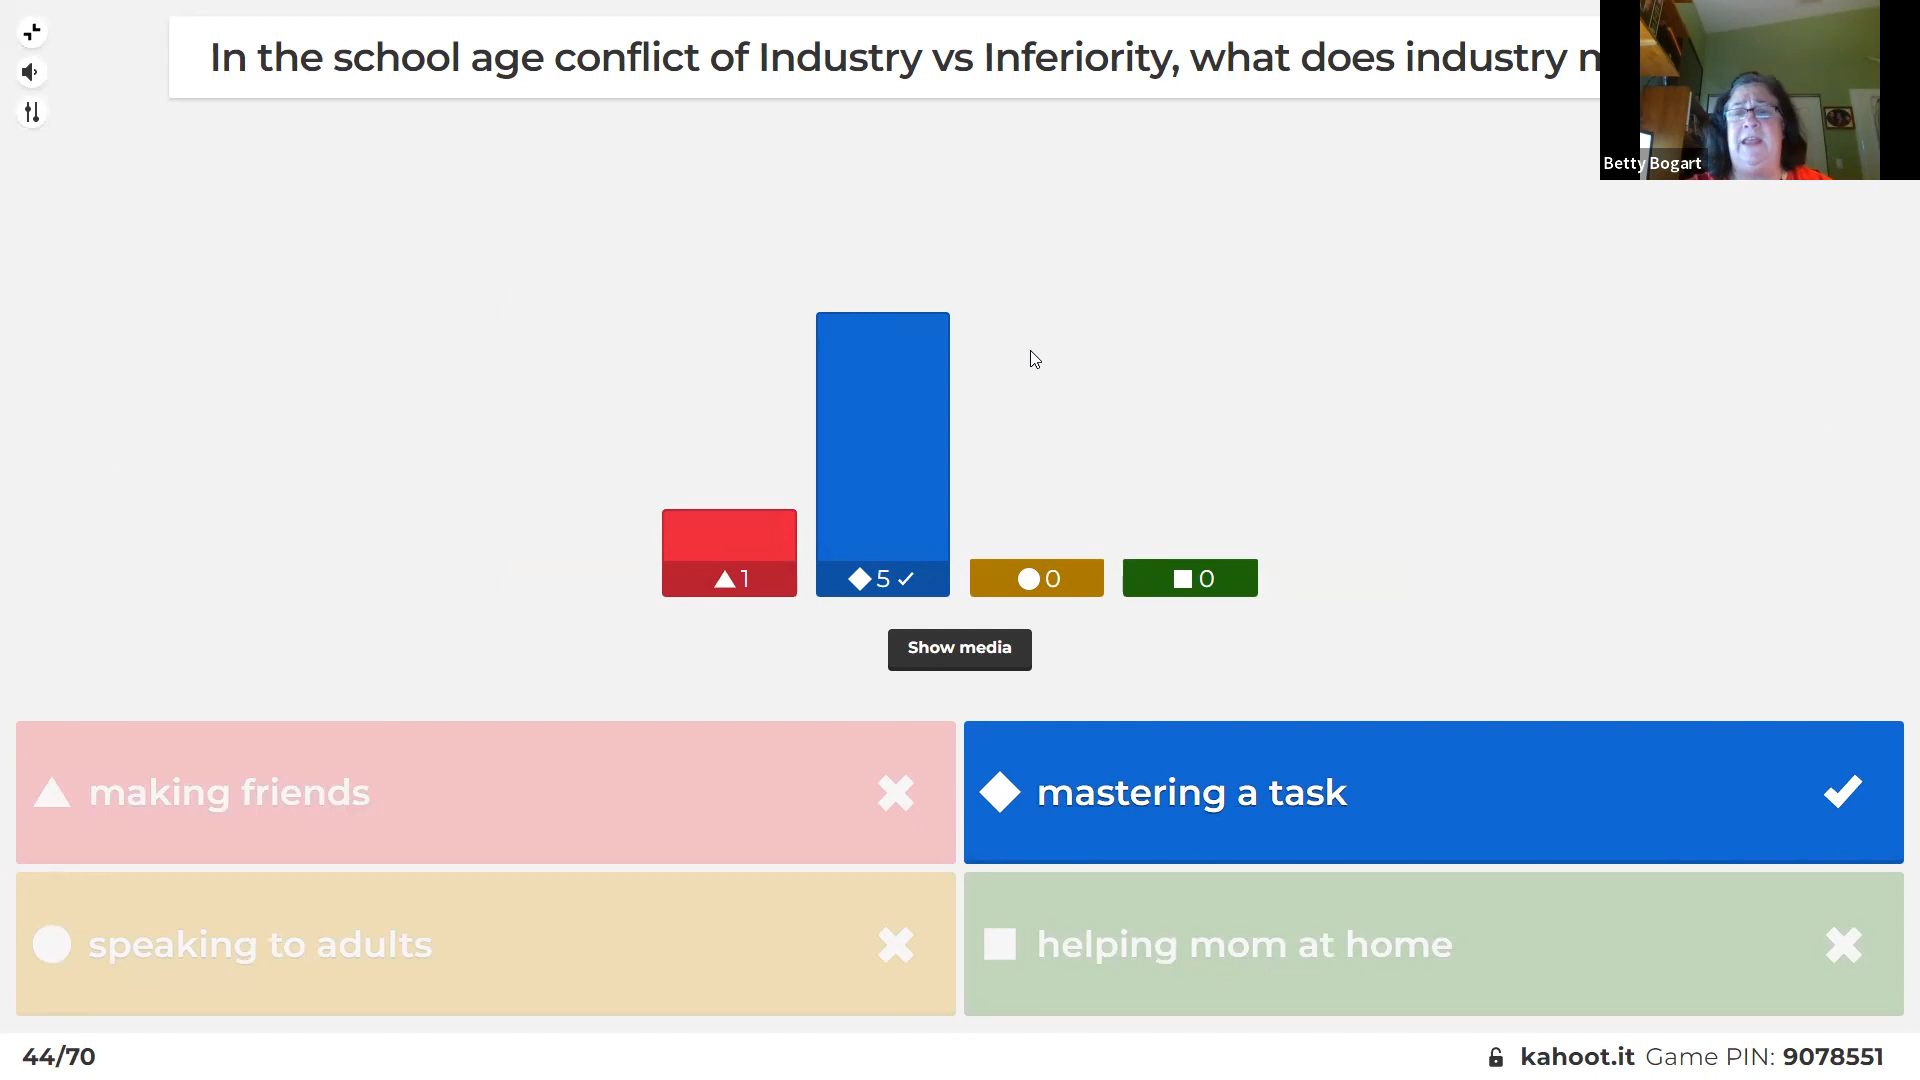 In the school age conflict of Industry vs Inferiority, what does industry
Betty Bogart
1
5
0
0
Show media
making friends
mastering a task
speaking to adults
helping mom at home
44/70
kahoot.it Game PIN: 9078551